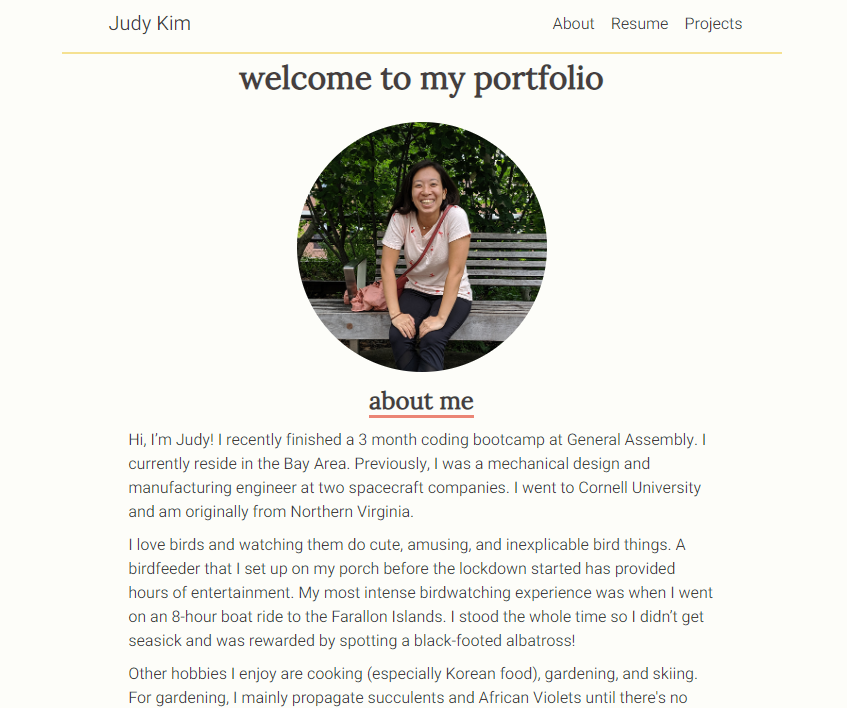 Judy Kim
About Resume Projects
welcome to my portfolio
about me
Hi, I’m Judy! I recently finished a 3 month coding bootcamp at General Assembly. I
currently reside in the Bay Area. Previously, I was a mechanical design and
manufacturing engineer at two spacecraft companies. I went to Cornell University
and am originally from Northern Virginia.
I love birds and watching them do cute, amusing, and inexplicable bird things. A
birdfeeder that I set up on my porch before the lockdown started has provided
hours of entertainment. My most intense birdwatching experience was when I went
on an 8-hour boat ride to the Farallon Islands. I stood the whole time so I didn’t get
seasick and was rewarded by spotting a black-footed albatross!
Other hobbies I enjoy are cooking (especially Korean food), gardening, and skiing.
For gardening, I mainly propagate succulents and African Violets until there's no